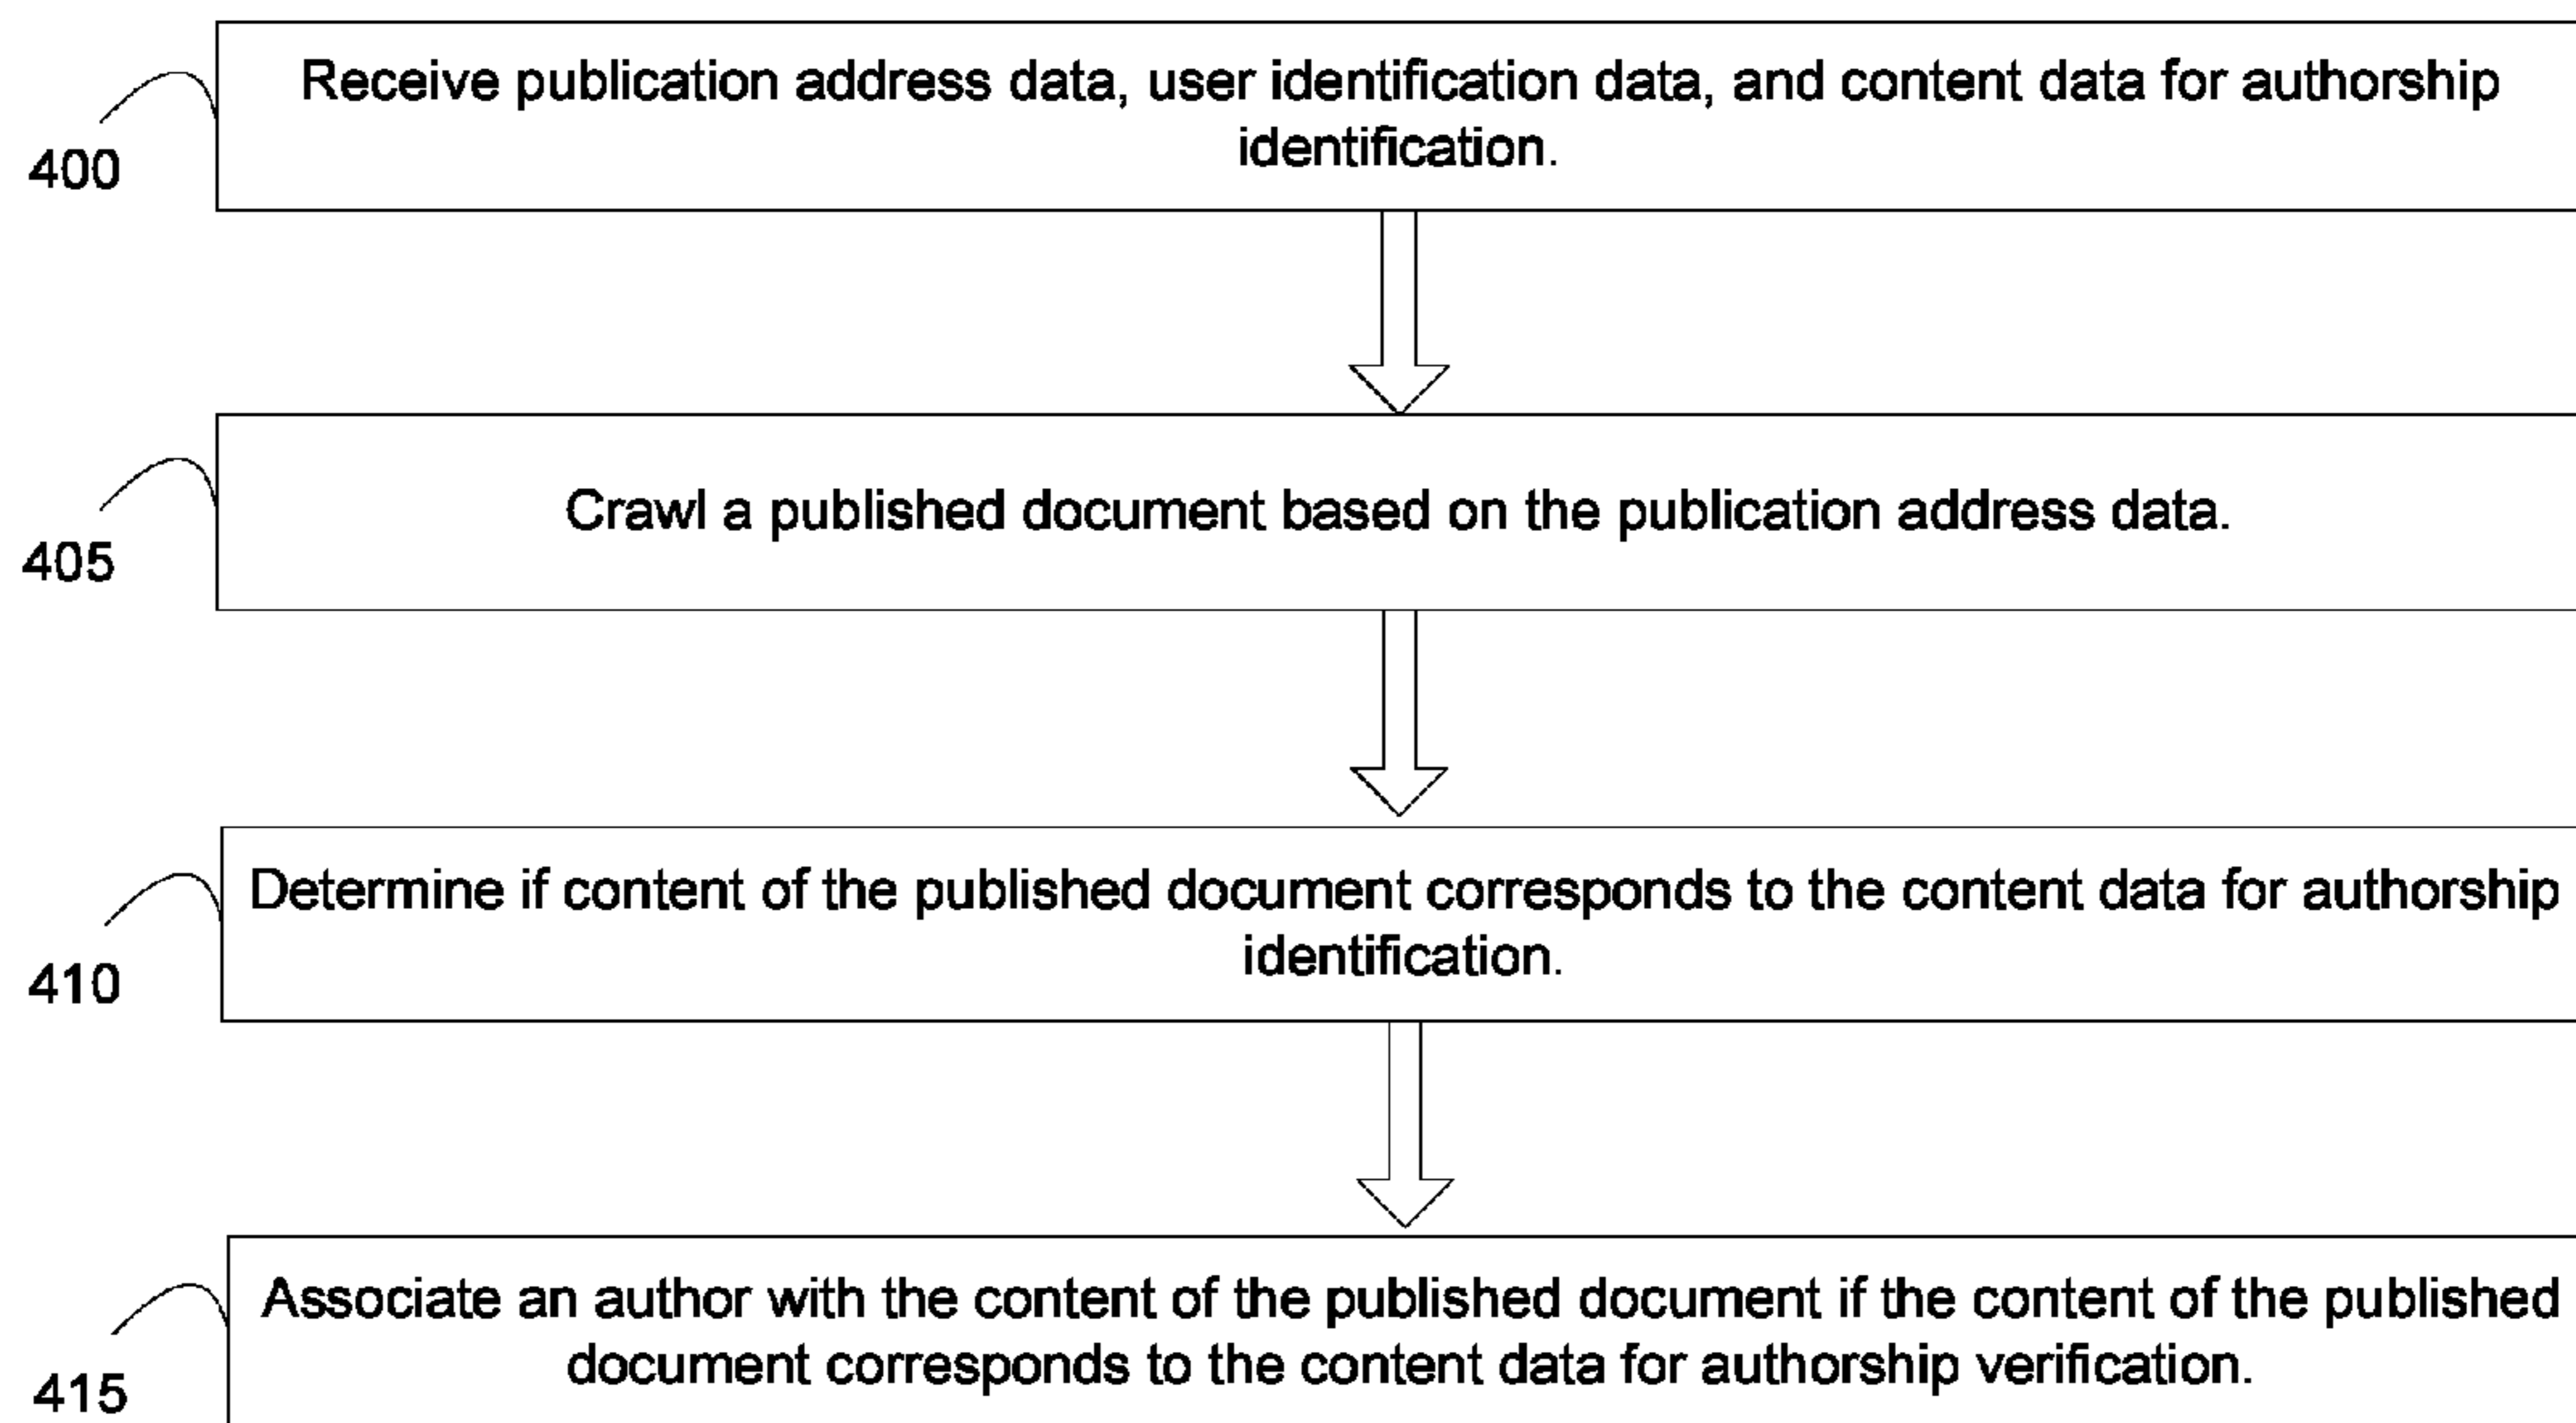 Receive publication address data, user identification data, and content data for authorship
identification.
400
Crawl a published document based on the publication address data.
405
Determine if content of the published document corresponds to the content data for authorship
identification.
410
Associate an author with the content of the published document if the content of the published
document corresponds to the content data for authorship verification.
415